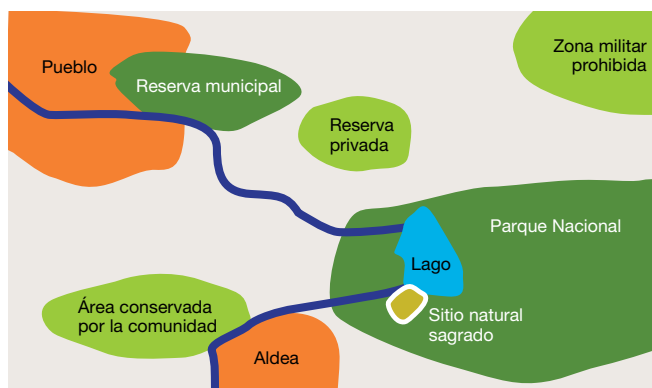 Pueblo
Reserva municipal
Zona militar
prohibida
Reserva
privada
Parque Nacional
Lago
Sitio natural
sagrado
Área conservada
por la comunidad
Aldea